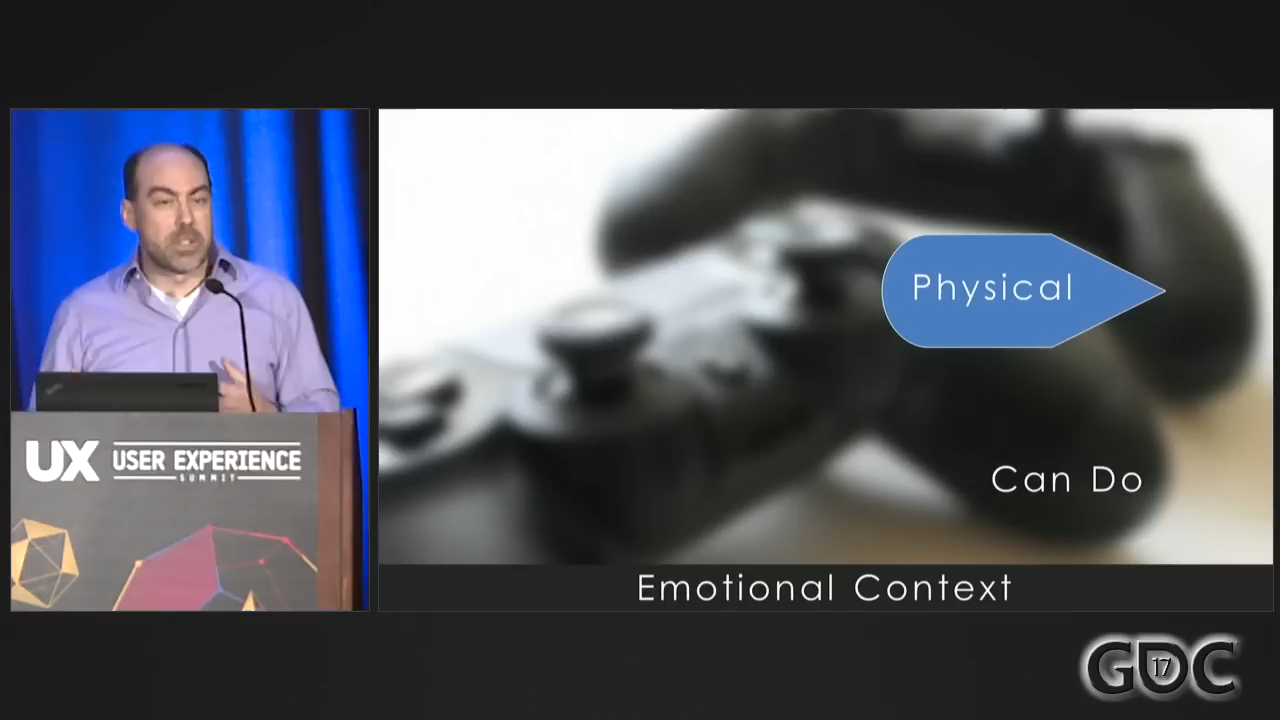 Physical
Can Do
Emotional Context
UX USER EXPERIENCE
SUMMIT
GDC
17